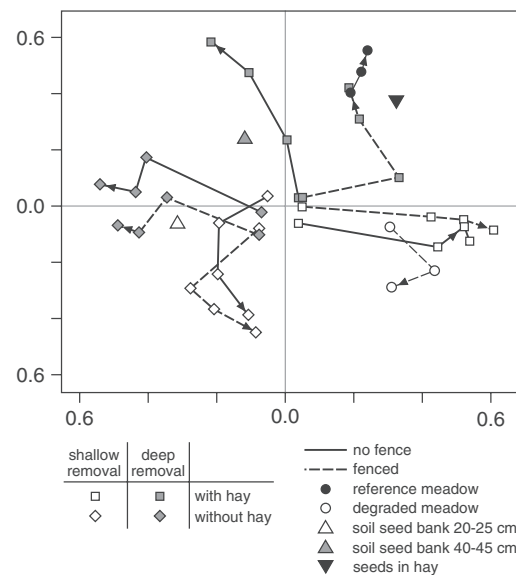 0.6
0.0
0.6
0.6
0.0
0.6
shallow removal
deep removal
with hay
without hay
no fence
fenced
reference meadow
degraded meadow
soil seed bank 20-25 cm
soil seed bank 40-45 cm
seeds in hay